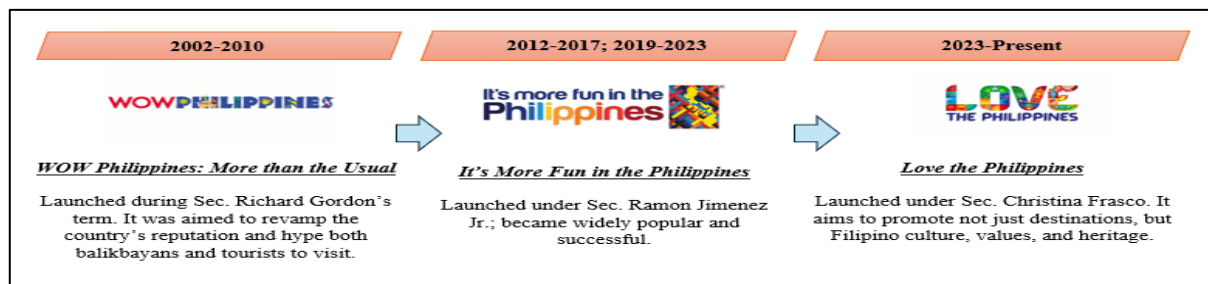 2002-2010
WOWPHILIPPINES
WOW Philippines: More than the Usual
Launched during Sec. Richard Gordon’s
term. It was aimed to revamp the
country’s reputation and hype both
balikbayans and tourists to visit.
2012-2017; 2019-2023
It's more fun in the
Philippines
It’s More Fun in the Philippines
Launched under Sec. Ramon Jimenez
Jr.; became widely popular and
successful.
2023-Present
LOVE
THE PHILIPPINES
Love the Philippines
Launched under Sec. Christina Frasco. It
aims to promote not just destinations, but
Filipino culture, values, and heritage.